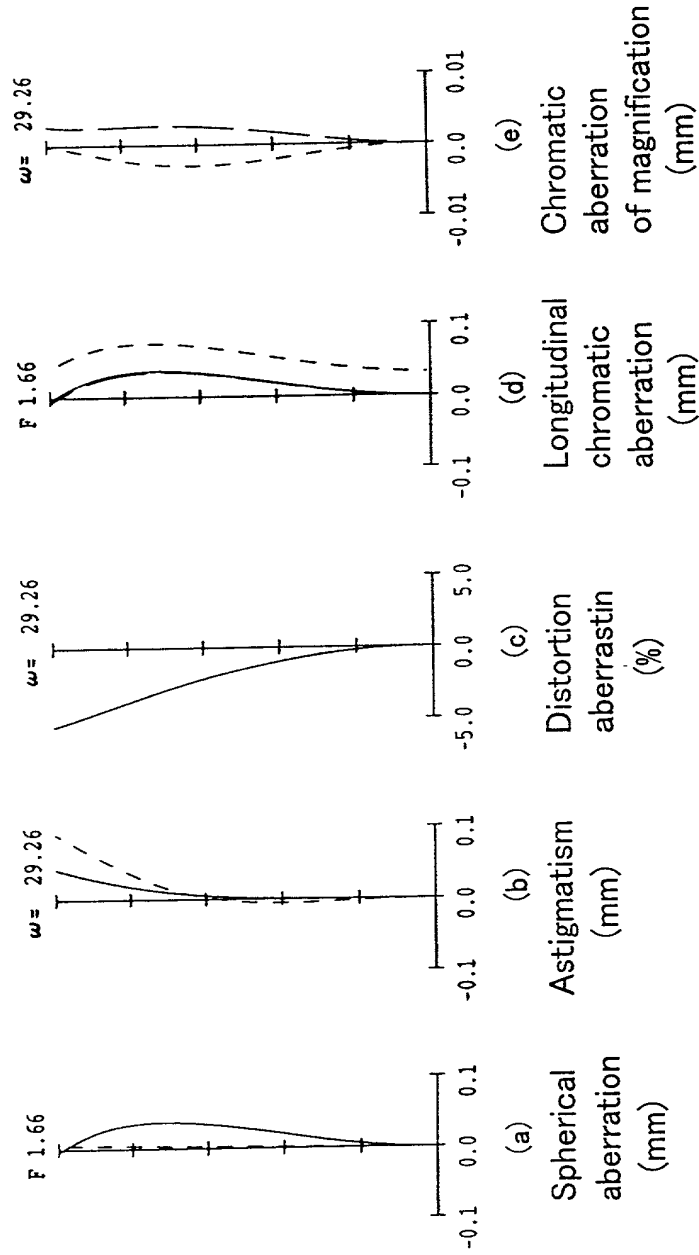 F 1.66
-0.1 0.0 0.1
(a)
Spherical
aberration
(mm)
ω= 29.26
-0.1 0.0 0.1
(b)
Astigmatism
(mm)
ω= 29.26
-5.0 0.0 5.0
(c)
Distortion
aberrastin
(%)
F 1.66
-0.1 0.0 0.1
(d)
Longitudinal
chromatic
aberration
(mm)
ω= 29.26
-0.01 0.0 0.01
(e)
Chromatic
aberration
of magnification
(mm)